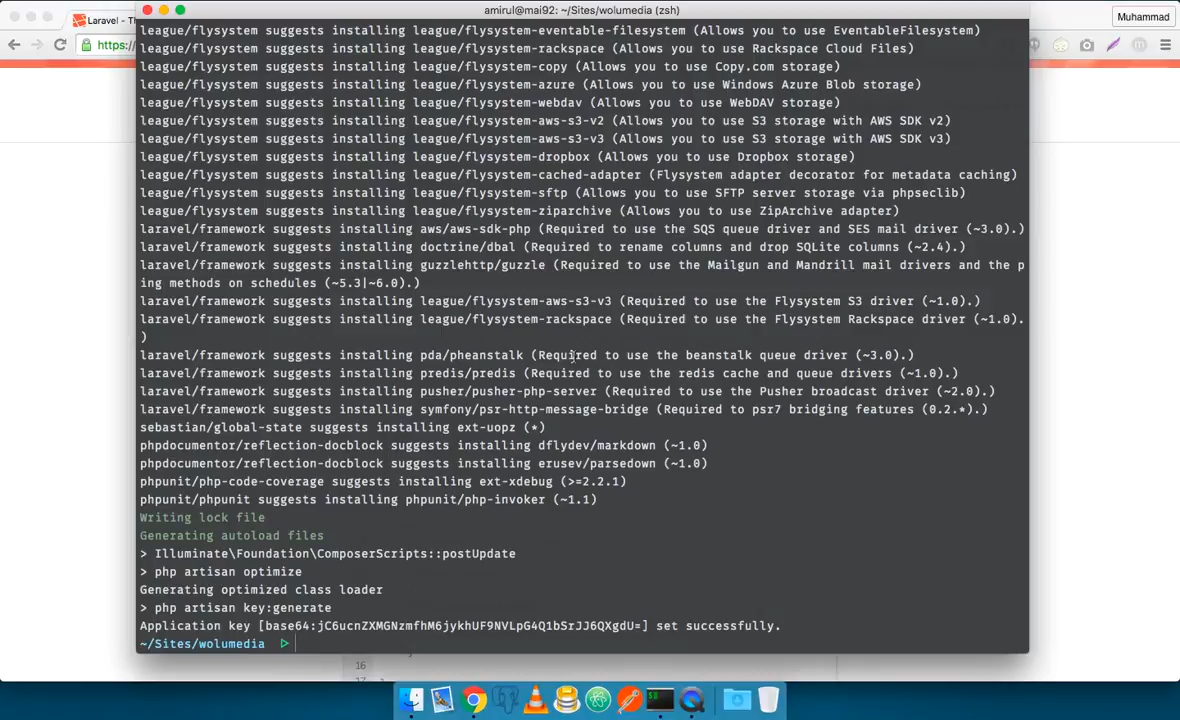 amirul@mai92: ~/Sites/wolumedia (zsh)
Laravel - Th
Muhammad
https:/
league/flysystem suggests installing league/flysystem-eventable-filesystem (Allows you to use EventableFilesystem)
league/flysystem suggests installing league/flysystem-rackspace (Allows you to use Rackspace Cloud Files)
league/flysystem suggests installing league/flysystem-copy (Allows you to use Copy.com storage)
league/flysystem suggests installing league/flysystem-azure (Allows you to use Windows Azure Blob storage)
league/flysystem suggests installing league/flysystem-webdav (Allows you to use WebDAV storage)
league/flysystem suggests installing league/flysystem-aws-s3-v2 (Allows you to use S3 storage with AWS SDK v2)
league/flysystem suggests installing league/flysystem-aws-s3-v3 (Allows you to use S3 storage with AWS SDK v3)
league/flysystem suggests installing league/flysystem-dropbox (Allows you to use Dropbox storage)
league/flysystem suggests installing league/flysystem-cached-adapter (Flysystem adapter decorator for metadata caching)
league/flysystem suggests installing league/flysystem-sftp (Allows you to use SFTP server storage via phpseclib)
league/flysystem suggests installing league/flysystem-ziparchive (Allows you to use ZipArchive adapter)
laravel/framework suggests installing aws/aws-sdk-php (Required to use the SQS queue driver and SES mail driver (~3.0).)
laravel/framework suggests installing doctrine/dbal (Required to rename columns and drop SQLite columns (~2.4).)
laravel/framework suggests installing guzzlehttp/guzzle (Required to use the Mailgun and Mandrill mail drivers and the p
ing methods on schedules (~5.3|~6.0).)
laravel/framework suggests installing league/flysystem-aws-s3-v3 (Required to use the Flysystem S3 driver (~1.0).)
laravel/framework suggests installing league/flysystem-rackspace (Required to use the Flysystem Rackspace driver (~1.0).
)
laravel/framework suggests installing pda/pheanstalk (Required to use the beanstalk queue driver (~3.0).)
laravel/framework suggests installing predis/predis (Required to use the redis cache and queue drivers (~1.0).)
laravel/framework suggests installing pusher/pusher-php-server (Required to use the Pusher broadcast driver (~2.0).)
laravel/framework suggests installing symfony/psr-http-message-bridge (Required to psr7 bridging features (0.2.*).)
sebastian/global-state suggests installing ext-uopz (*)
phpdocumentor/reflection-docblock suggests installing dflydev/markdown (~1.0)
phpdocumentor/reflection-docblock suggests installing erusev/parsedown (~1.0)
phpunit/php-code-coverage suggests installing ext-xdebug (>=2.2.1)
phpunit/phpunit suggests installing phpunit/php-invoker (~1.1)
Writing lock file
Generating autoload files
> Illuminate\Foundation\ComposerScripts::postUpdate
> php artisan optimize
Generating optimized class loader
> php artisan key:generate
Application key [base64:jC6ucnZXMGNzmfhM6jykhUF9NVLpG4Q1bSrJJ6QXgdU=] set successfully.
~/Sites/wolumedia ▷
16